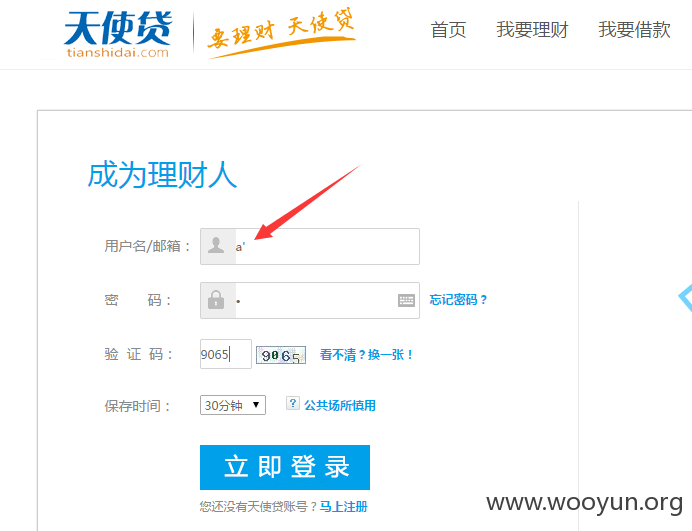 天使贷
tianshidai.com
要理财 天使贷
首页 我要理财 我要借款
成为理财人
用户名/邮箱： a'
密 码： • 忘记密码？
验 证 码： 9065 9065 看不清？换一张！
保存时间： 30分钟 ▼ ? 公共场所慎用
立即登录
您还没有天使贷账号？马上注册
www.wooyun.org